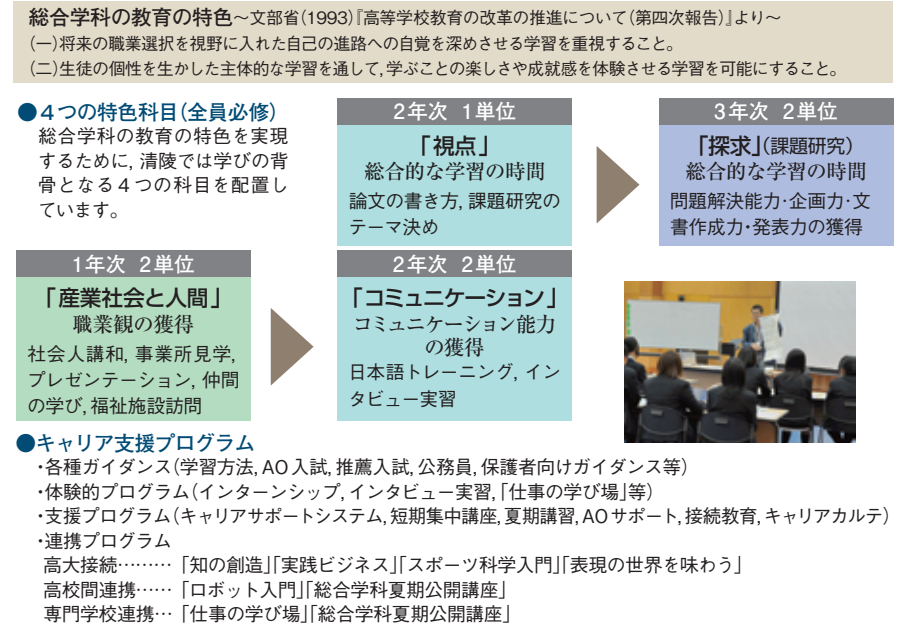 総合学科の教育の特色～文部省(1993)『高等学校教育の改革の推進について(第四次報告)』より～
(一)将来の職業選択を視野に入れた自己の進路への自覚を深めさせる学習を重視すること。
(二)生徒の個性を生かした主体的な学習を通して,学ぶことの楽しさや成就感を体験させる学習を可能にすること。
●4つの特色科目(全員必修)
総合学科の教育の特色を実現
するために, 清陵では学びの背
骨となる4つの科目を配置し
ています。
1年次 2単位
「産業社会と人間」
職業観の獲得
社会人講和, 事業所見学,
プレゼンテーション, 仲間
の学び, 福祉施設訪問
2年次 1単位
「視点」
総合的な学習の時間
論文の書き方, 課題研究の
テーマ決め
2年次 2単位
「コミュニケーション」
コミュニケーション能力
の獲得
日本語トレーニング, イン
タビュー実習
3年次 2単位
「探求」(課題研究)
総合的な学習の時間
問題解決能力・企画力・文
書作成力・発表力の獲得
●キャリア支援プログラム
・各種ガイダンス(学習方法, AO入試, 推薦入試, 公務員, 保護者向けガイダンス等)
・体験的プログラム(インターンシップ, インタビュー実習, 「仕事の学び場」等)
・支援プログラム(キャリアサポートシステム, 短期集中講座, 夏期講習, AOサポート, 接続教育, キャリアカルテ)
・連携プログラム
高大接続………「知の創造」「実践ビジネス」「スポーツ科学入門」「表現の世界を味わう」
高校間連携……「ロボット入門」「総合学科夏期公開講座」
専門学校連携…「仕事の学び場」「総合学科夏期公開講座」